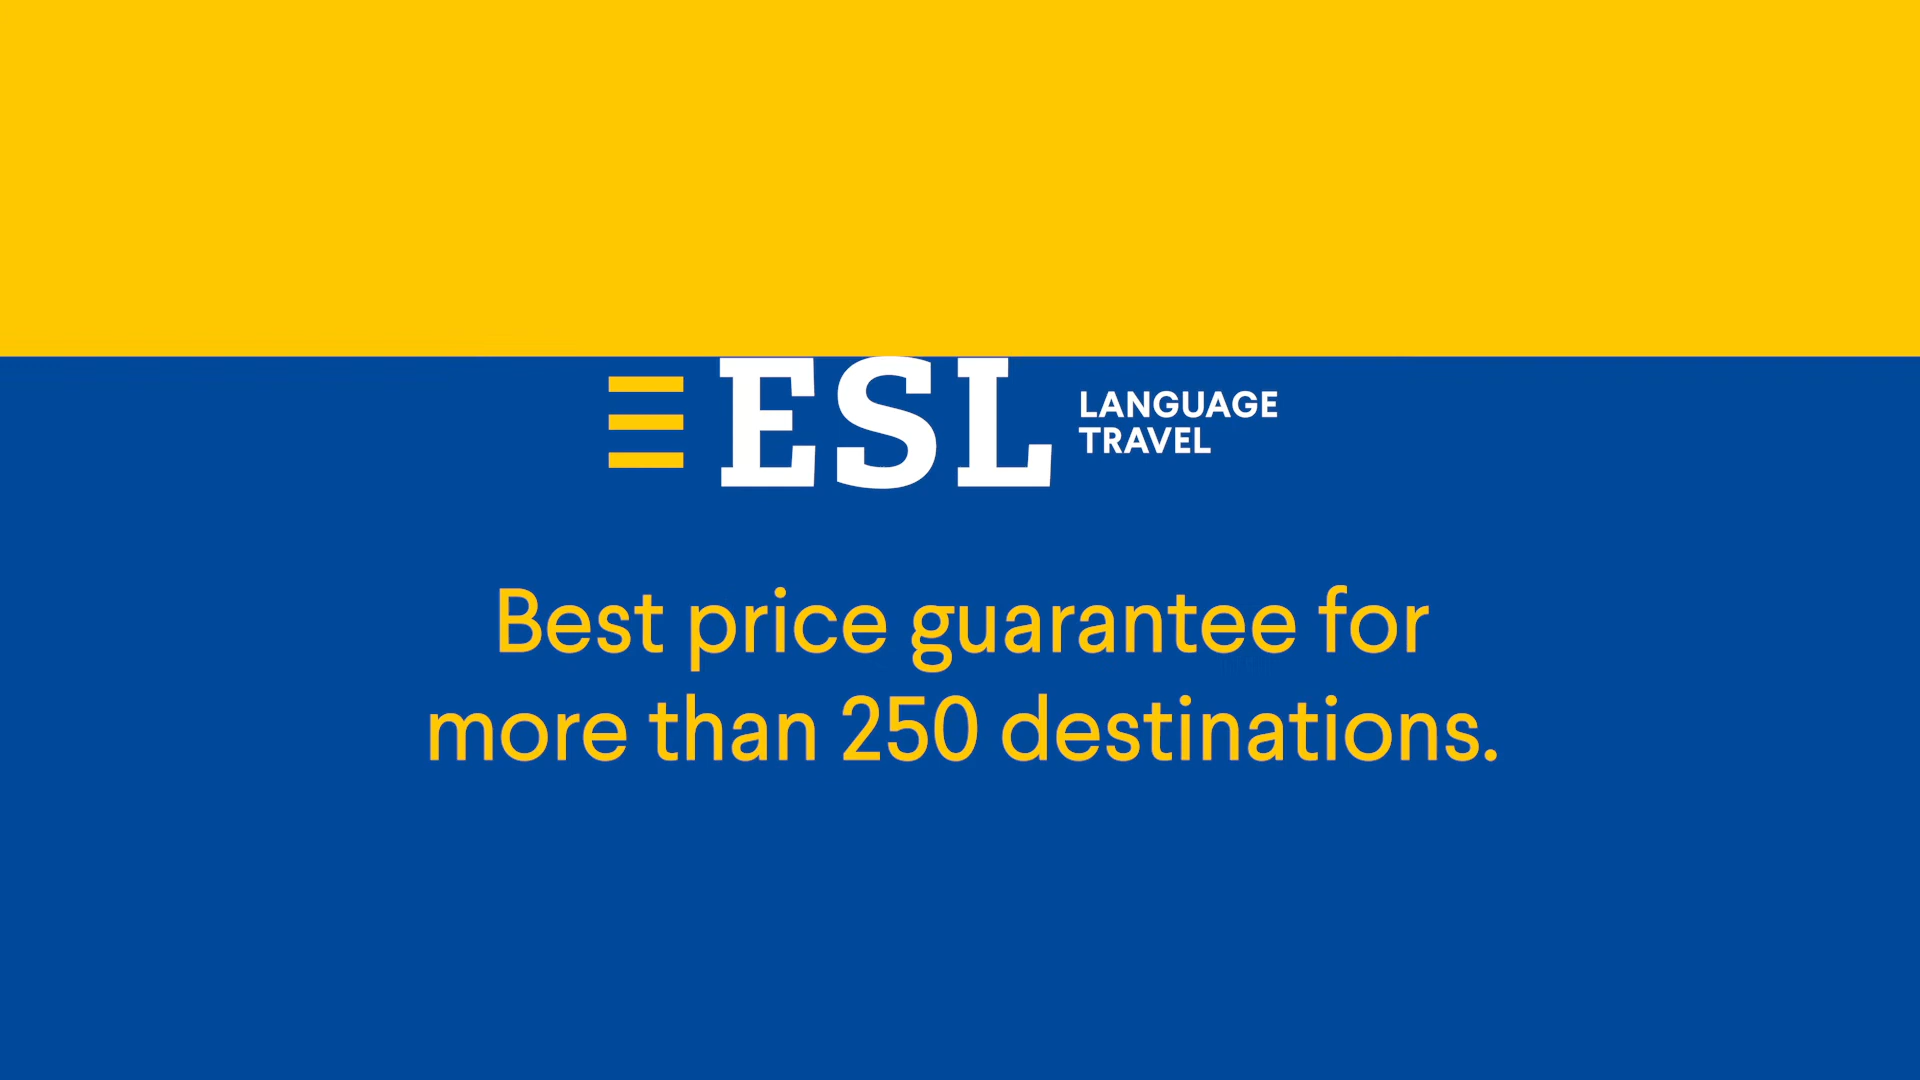 ESL LANGUAGE
TRAVEL
Best price guarantee for
more than 250 destinations.